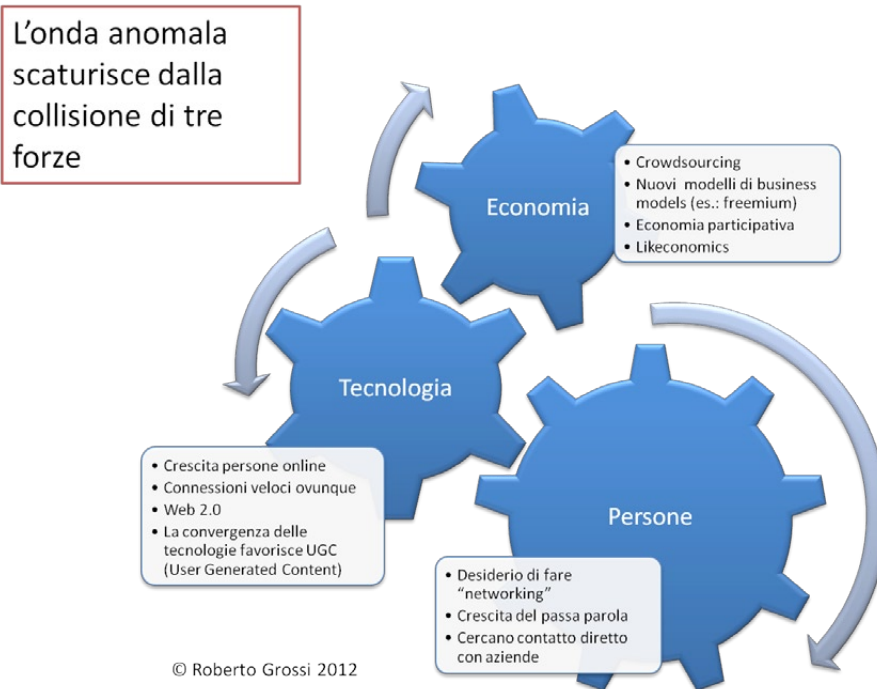 L'onda anomala
scaturisce dalla
collisione di tre
forze
Economia
• Crowdsourcing
• Nuovi modelli di business
models (es.: freemium)
• Economia participativa
• Likeconomics
Tecnologia
• Crescita persone online
• Connessioni veloci ovunque
• Web 2.0
• La convergenza delle
tecnologie favorisce UGC
(User Generated Content)
Persone
• Desiderio di fare
“networking”
• Crescita del passa parola
• Cercano contatto diretto
con aziende
© Roberto Grossi 2012